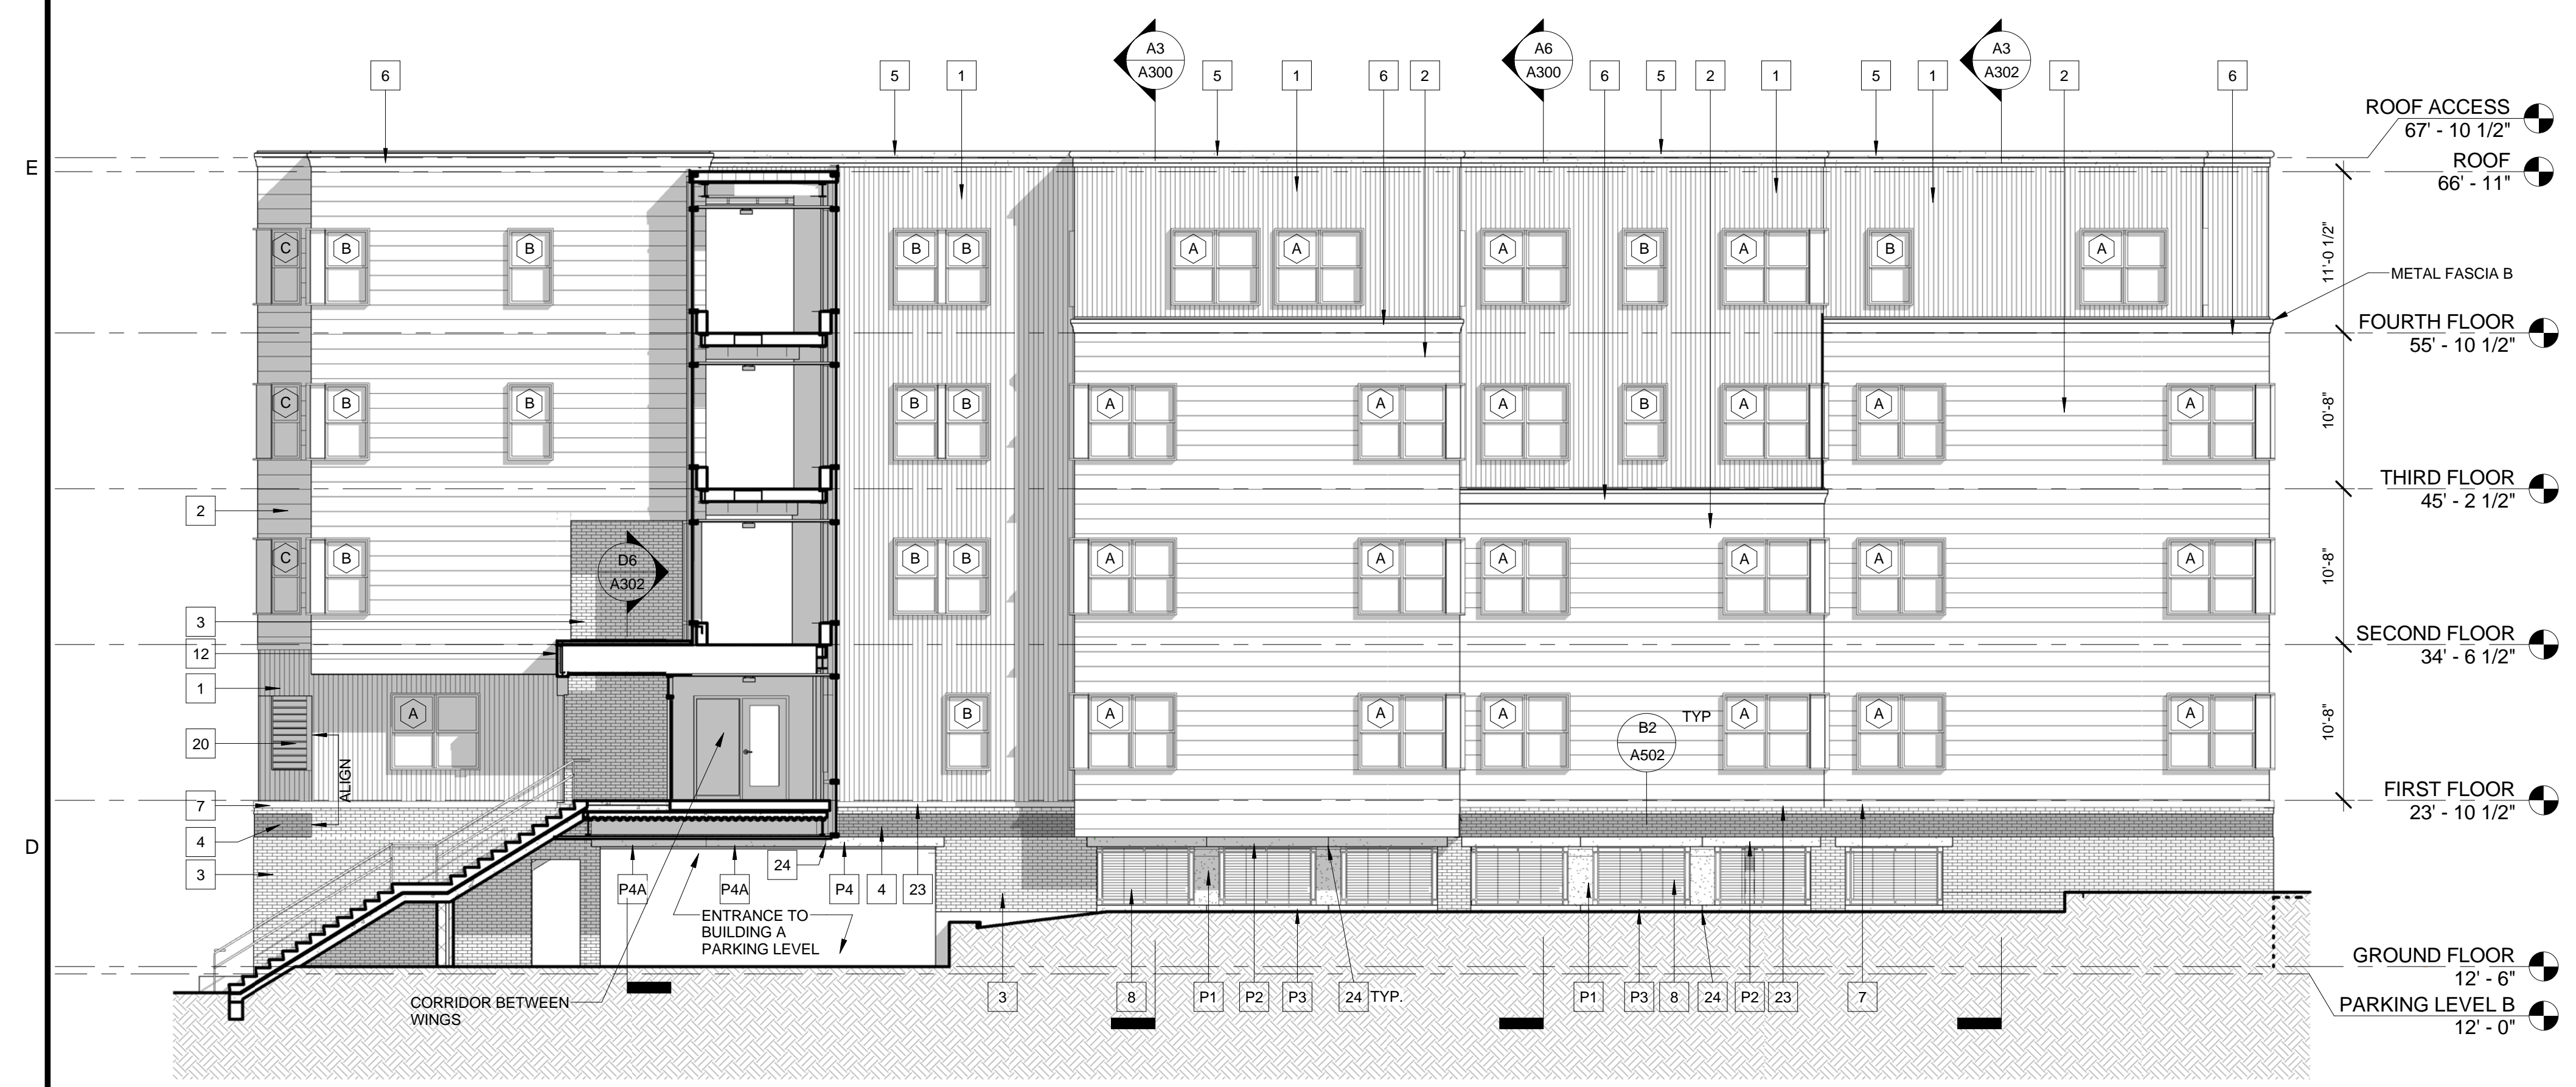 A3
A300
A6
A300
A3
A302
6
5
1
5
1
6
2
6
5
2
1
5
1
2
6
ROOF ACCESS
67' - 10 1/2"
E
ROOF
66' - 11"
C
B
B
B
B
A
A
A
B
A
B
A
11'-0 1/2"
METAL FASCIA B
FOURTH FLOOR
55' - 10 1/2"
C
B
B
B
B
A
A
A
B
A
A
A
10'-8"
THIRD FLOOR
45' - 2 1/2"
2
D6
A302
C
B
B
B
A
A
A
A
A
A
10'-8"
3
12
SECOND FLOOR
34' - 6 1/2"
1
A
B
A
A
A
A
A
A
TYP
B2
A502
10'-8"
20
ALIGN
7
FIRST FLOOR
23' - 10 1/2"
4
D
3
24
P4A
P4A
P4
4
23
ENTRANCE TO
BUILDING A
PARKING LEVEL
GROUND FLOOR
12' - 6"
CORRIDOR BETWEEN
WINGS
3
8
P1
P2
P3
24
TYP.
P1
P3
8
24
P2
23
7
PARKING LEVEL B
12' - 0"